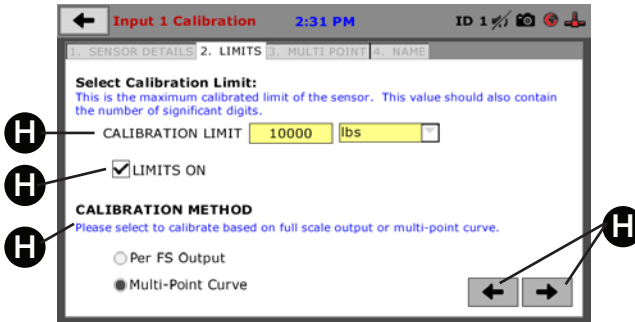 Input 1 Calibration 2:31 PM ID 1
1. SENSOR DETAILS 2. LIMITS 3. MULTI POINT 4. NAME
Select Calibration Limit:
This is the maximum calibrated limit of the sensor. This value should also contain
the number of significant digits.
H CALIBRATION LIMIT 10000 lbs
H LIMITS ON
CALIBRATION METHOD
H Please select to calibrate based on full scale output or multi-point curve. H
Per FS Output
Multi-Point Curve